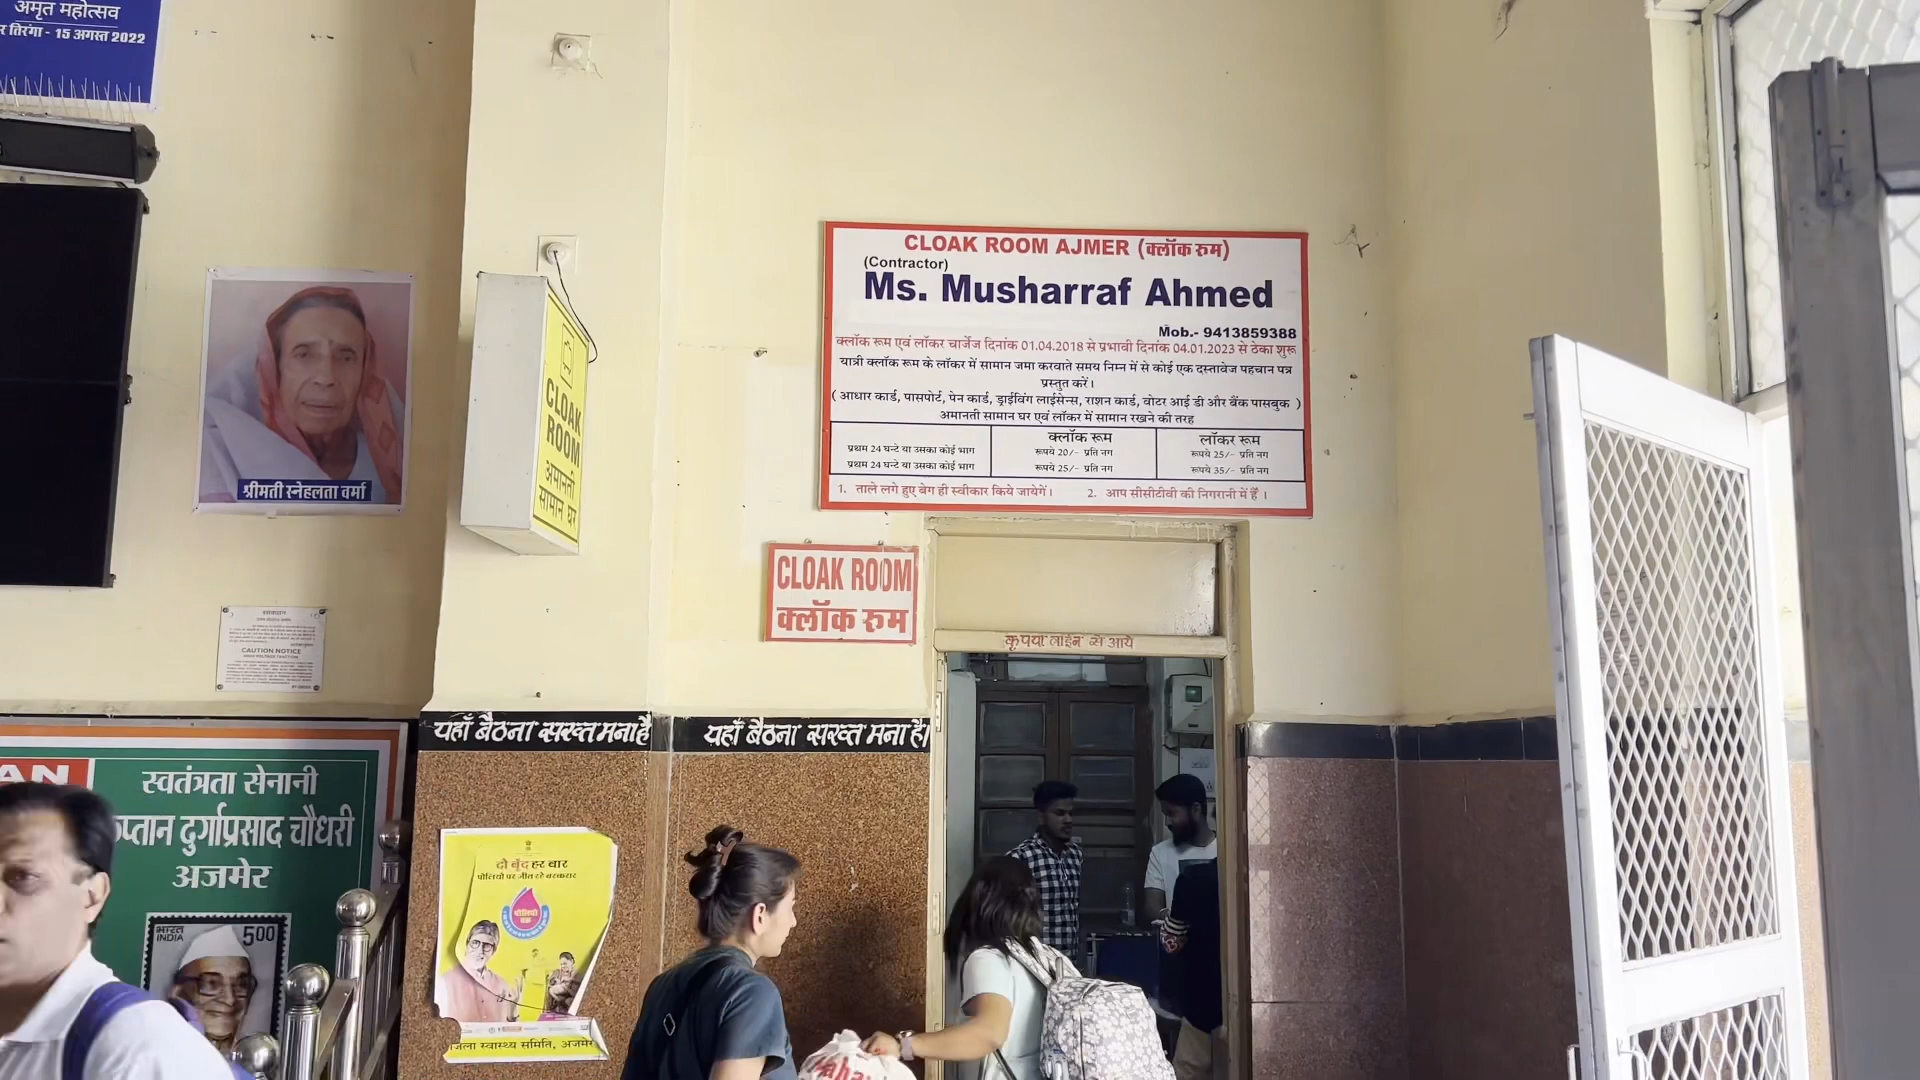 अमृत महोत्सव
र तिरंगा - 15 अगस्त 2022
श्रीमती स्नेहलता वर्मा
CAUTION NOTICE
CLOAK
ROOM
अमानती
सामान घर
CLOAK ROOM AJMER (क्लॉक रुम)
(Contractor)
Ms. Musharraf Ahmed
Mob.- 9413859388
क्लॉक रूम एवं लॉकर चार्जेज दिनांक 01.04.2018 से प्रभावी दिनांक 04.01.2023 से ठेका शुरू
यात्री क्लॉक रूम के लॉकर में सामान जमा करवाते समय निम्न में से कोई एक दस्तावेज पहचान पत्र
प्रस्तुत करें।
( आधार कार्ड, पासपोर्ट, पेन कार्ड, ड्राईविंग लाईसेन्स, राशन कार्ड, वोटर आई डी और बैंक पासबुक )
अमानती सामान घर एवं लॉकर में सामान रखने की तरह
क्लॉक रूम लॉकर रूम
प्रथम 24 घन्टे या उसका कोई भाग रूपये 20/- प्रति नग रूपये 25/- प्रति नग
प्रथम 24 घन्टे या उसका कोई भाग रूपये 25/- प्रति नग रूपये 35/- प्रति नग
1. ताले लगे हुए बेग ही स्वीकार किये जायेगें। 2. आप सीसीटीवी की निगरानी में हैं ।
CLOAK ROOM
क्लॉक रुम
कृपया लाईन से आये
यहाँ बैठना सख्त मना है
यहाँ बैठना सख्त मना है।
AN
स्वतंत्रता सेनानी
कप्तान दुर्गाप्रसाद चौधरी
अजमेर
भारत
INDIA
500
दो बूँद हर बार
पोलियो पर जीत रहे बरकरार
जिला स्वास्थ्य समिति, अजमेर